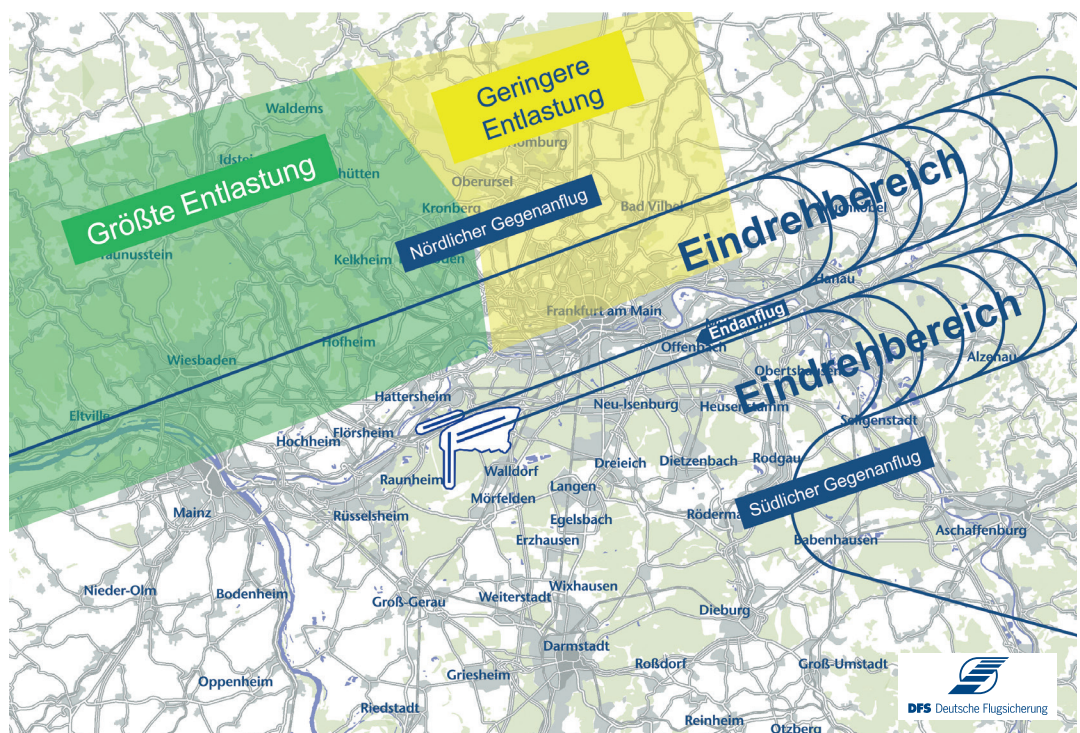 Waldems
Geringere
Entlastung
Größte Entlastung
Oberursel
Kronberg
Nördlicher Gegenanflug
Bad Vilbel
Eindrehbereich
Kelkheim
Hanau
Frankfurt am Main
Endanflug
Offenbach
Hofheim
Wiesbaden
Eindrehbereich
Alzenau
Hattersheim
Neu-Isenburg
Eltville
Flörsheim
Hochheim
Seligenstadt
Raunheim
Walldorf
Dreieich
Dietzenbach
Rodgau
Südlicher Gegenanflug
Mörfelden
Langen
Mainz
Rüsselsheim
Egelsbach
Erzhausen
Babenhausen
Aschaffenburg
Nieder-Olm
Bodenheim
Groß-Gerau
Weiterstadt
Wixhausen
Dieburg
Darmstadt
Roßdorf
Groß-Umstadt
Oppenheim
Griesheim
Riedstadt
Reinheim
Otzberg
DFS Deutsche Flugsicherung